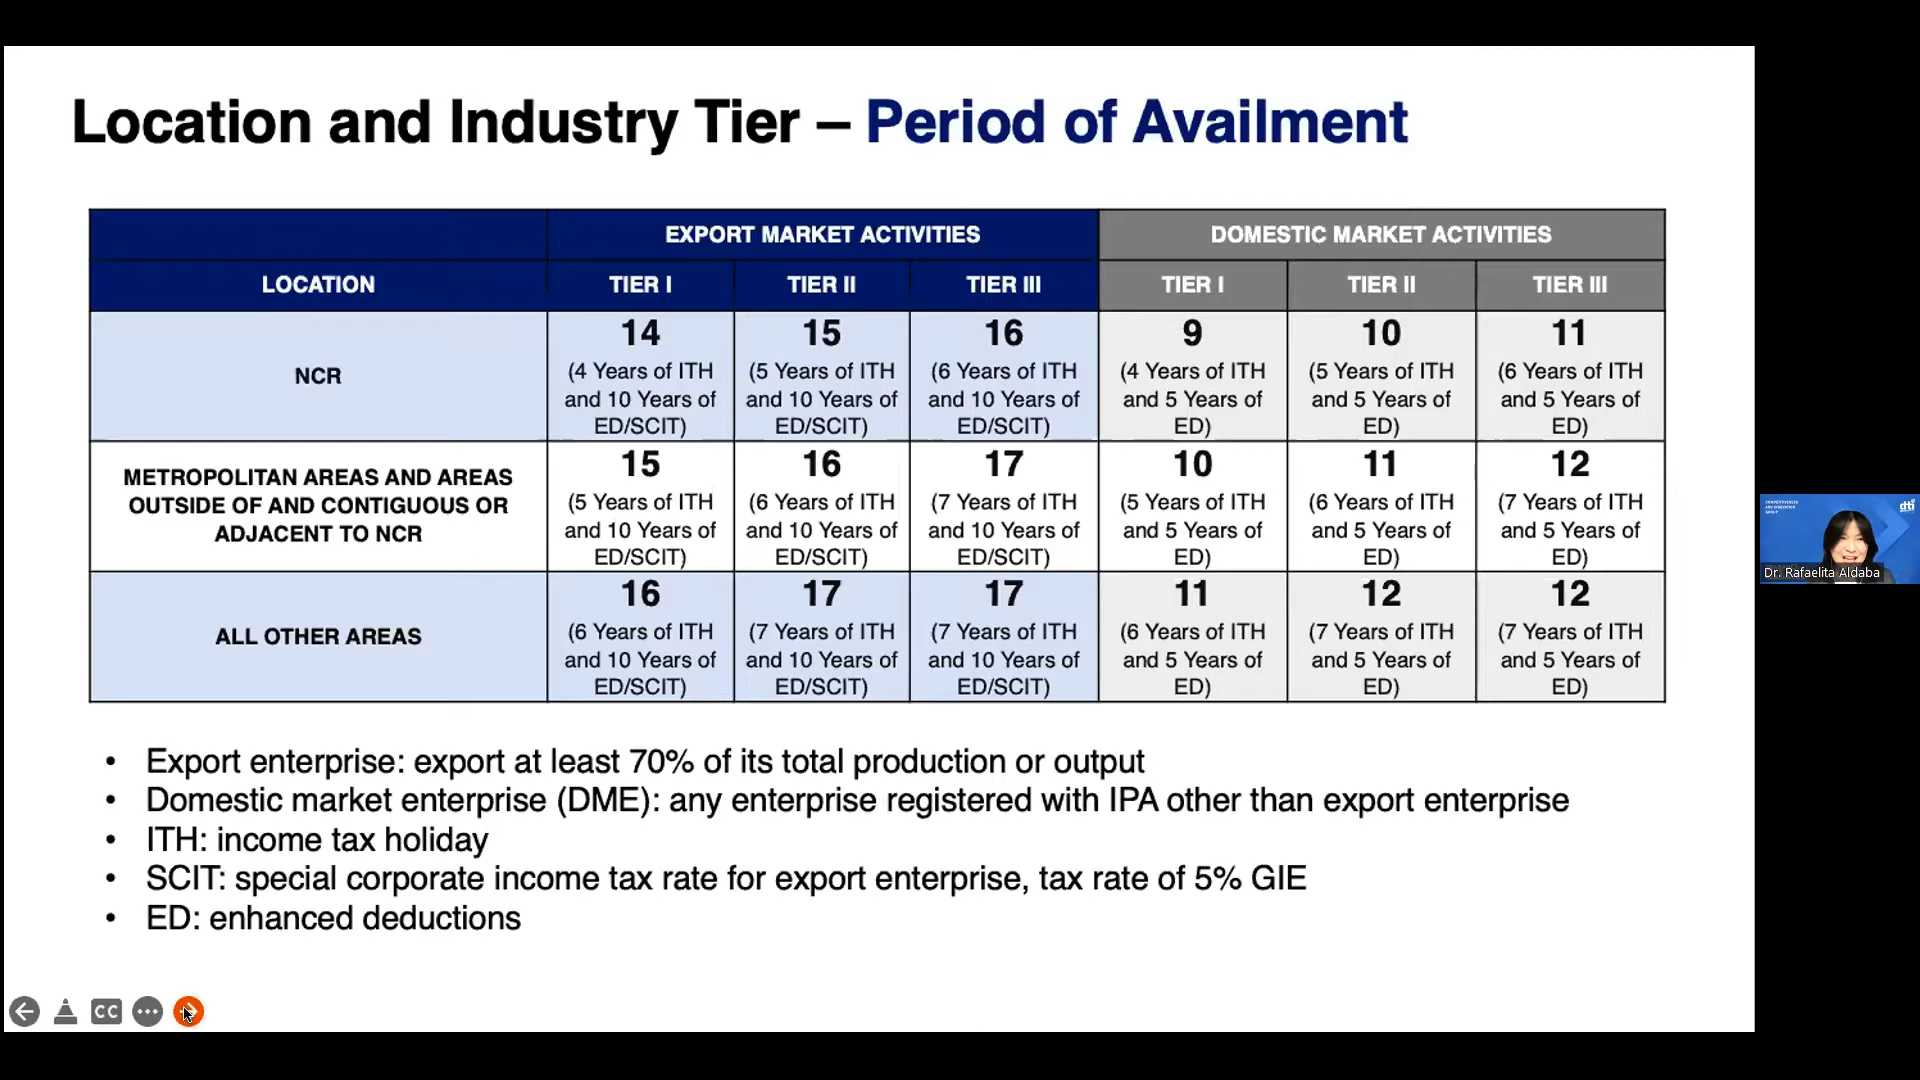 Location and Industry Tier – Period of Availment
EXPORT MARKET ACTIVITIES
DOMESTIC MARKET ACTIVITIES
LOCATION
TIER I
TIER II
TIER III
TIER I
TIER II
TIER III
NCR
14
(4 Years of ITH
and 10 Years of
ED/SCIT)
15
(5 Years of ITH
and 10 Years of
ED/SCIT)
16
(6 Years of ITH
and 10 Years of
ED/SCIT)
9
(4 Years of ITH
and 5 Years of
ED)
10
(5 Years of ITH
and 5 Years of
ED)
11
(6 Years of ITH
and 5 Years of
ED)
METROPOLITAN AREAS AND AREAS
OUTSIDE OF AND CONTIGUOUS OR
ADJACENT TO NCR
15
(5 Years of ITH
and 10 Years of
ED/SCIT)
16
(6 Years of ITH
and 10 Years of
ED/SCIT)
17
(7 Years of ITH
and 10 Years of
ED/SCIT)
10
(5 Years of ITH
and 5 Years of
ED)
11
(6 Years of ITH
and 5 Years of
ED)
12
(7 Years of ITH
and 5 Years of
ED)
ALL OTHER AREAS
16
(6 Years of ITH
and 10 Years of
ED/SCIT)
17
(7 Years of ITH
and 10 Years of
ED/SCIT)
17
(7 Years of ITH
and 10 Years of
ED/SCIT)
11
(6 Years of ITH
and 5 Years of
ED)
12
(7 Years of ITH
and 5 Years of
ED)
12
(7 Years of ITH
and 5 Years of
ED)
• Export enterprise: export at least 70% of its total production or output
• Domestic market enterprise (DME): any enterprise registered with IPA other than export enterprise
• ITH: income tax holiday
• SCIT: special corporate income tax rate for export enterprise, tax rate of 5% GIE
• ED: enhanced deductions
CC
COMPETITIVENESS
AND INNOVATION
GROUP
dti
Dr. Rafaelita Aldaba